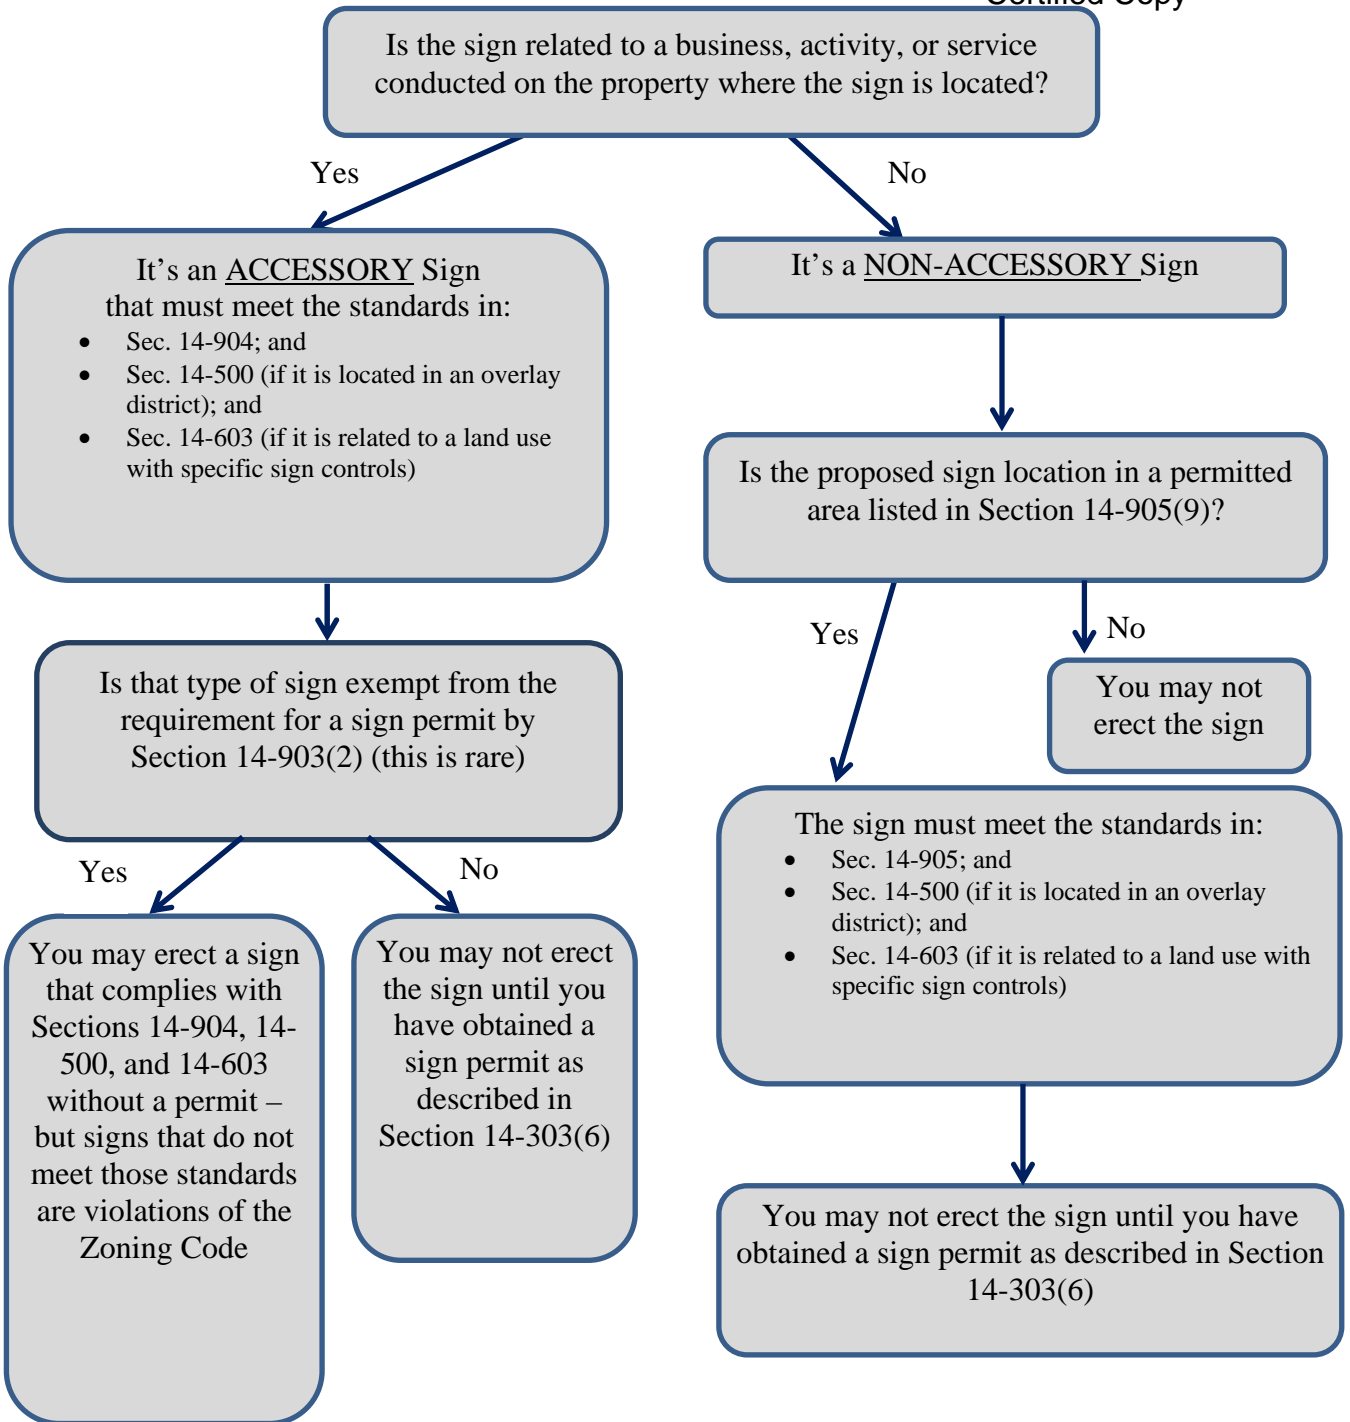 Certified Copy
Is the sign related to a business, activity, or service
conducted on the property where the sign is located?
Yes
No
It's an ACCESSORY Sign
that must meet the standards in:
• Sec. 14-904; and
• Sec. 14-500 (if it is located in an overlay
district); and
• Sec. 14-603 (if it is related to a land use
with specific sign controls)
It's a NON-ACCESSORY Sign
Is the proposed sign location in a permitted
area listed in Section 14-905(9)?
Yes
No
You may not
erect the sign
Is that type of sign exempt from the
requirement for a sign permit by
Section 14-903(2) (this is rare)
Yes
No
You may erect a sign
that complies with
Sections 14-904, 14-
500, and 14-603
without a permit –
but signs that do not
meet those standards
are violations of the
Zoning Code
You may not erect
the sign until you
have obtained a
sign permit as
described in
Section 14-303(6)
The sign must meet the standards in:
• Sec. 14-905; and
• Sec. 14-500 (if it is located in an overlay
district); and
• Sec. 14-603 (if it is related to a land use with
specific sign controls)
You may not erect the sign until you have
obtained a sign permit as described in Section
14-303(6)